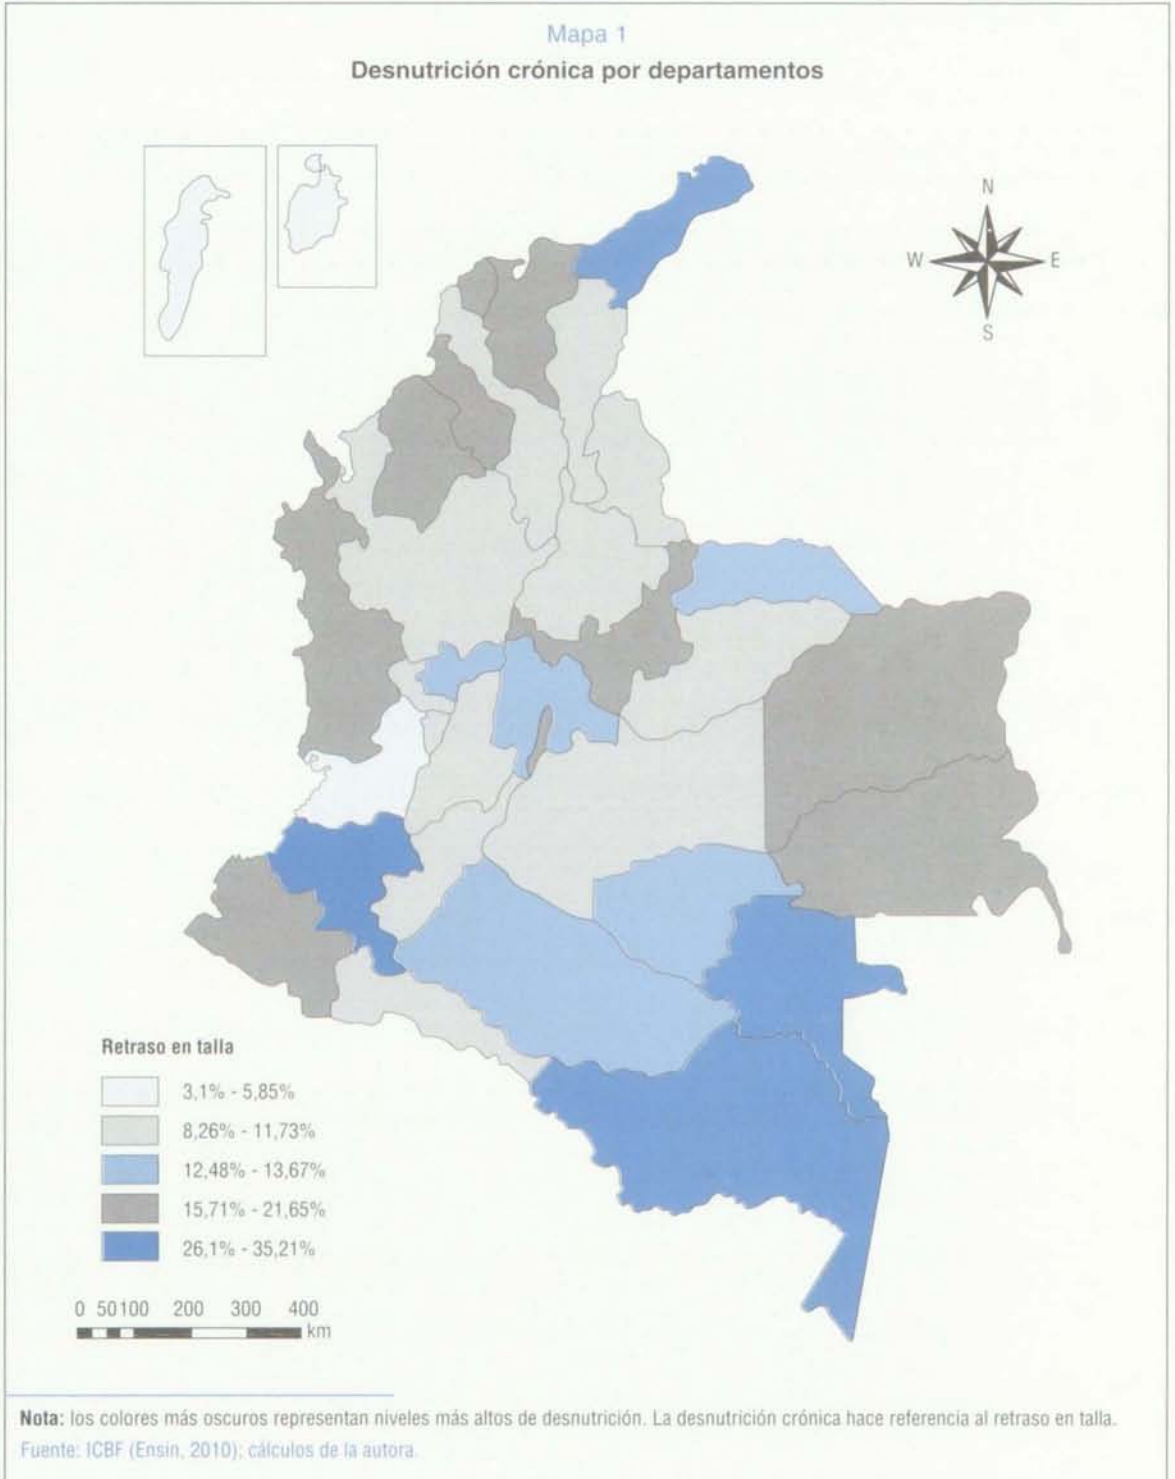 Mapa 1
Desnutrición crónica por departamentos
N
W
E
S
Retraso en talla
3,1% - 5,85%
8,26% - 11,73%
12,48% - 13,67%
15,71% - 21,65%
26,1% - 35,21%
0 50 100 200 300 400
km
Nota: los colores más oscuros representan niveles más altos de desnutrición. La desnutrición crónica hace referencia al retraso en talla.
Fuente: ICBF (Ensin, 2010); cálculos de la autora.